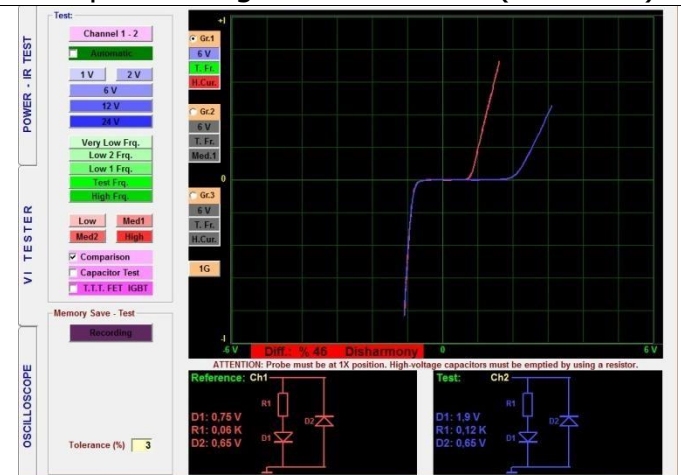 Test:
POWER - IR TEST
VI TESTER
OSCILLOSCOPE
Channel 1 - 2
Automatic
1 V
2 V
6 V
12 V
24 V
Very Low Frq.
Low 2 Frq.
Low 1 Frq.
Test Frq.
High Frq.
Low
Med1
Med2
High
Comparison
Capacitor Test
T.T.T. FET IGBT
Memory Save - Test
Recording
Tolerance (%) 3
Gr.1
6 V
T. Fr.
H.Cur.
Gr.2
6 V
T. Fr.
Med.1
Gr.3
6 V
T. Fr.
H.Cur.
1G
+I
0
-I
-6 V
Diff.: % 46 Disharmony
0
6 V
ATTENTION: Probe must be at 1X position. High-voltage capacitors must be emptied by using a resistor.
Reference: Ch1
R1
D1
D2
D1: 0,75 V
R1: 0,06 K
D2: 0,65 V
Test: Ch2
R1
D1
D2
D1: 1,9 V
R1: 0,12 K
D2: 0,65 V